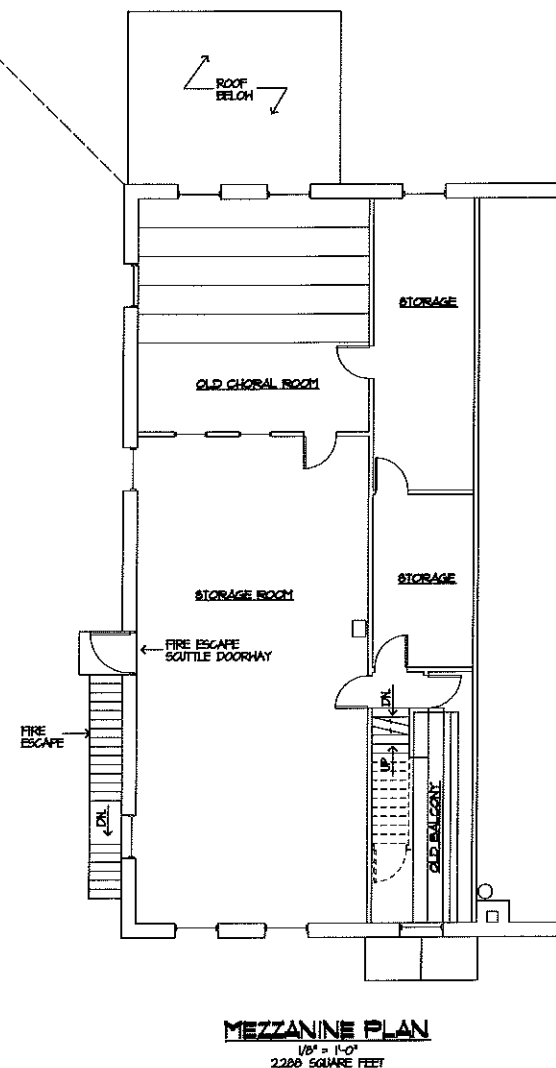 ROOF
BELOW
STORAGE
OLD CHORAL ROOM
STORAGE
STORAGE ROOM
FIRE ESCAPE
SCUTTLE DOORWAY
DN.
FIRE
ESCAPE
UP
OLD BALCONY
DN.
MEZZANINE PLAN
1/8" = 1'-0"
2288 SQUARE FEET